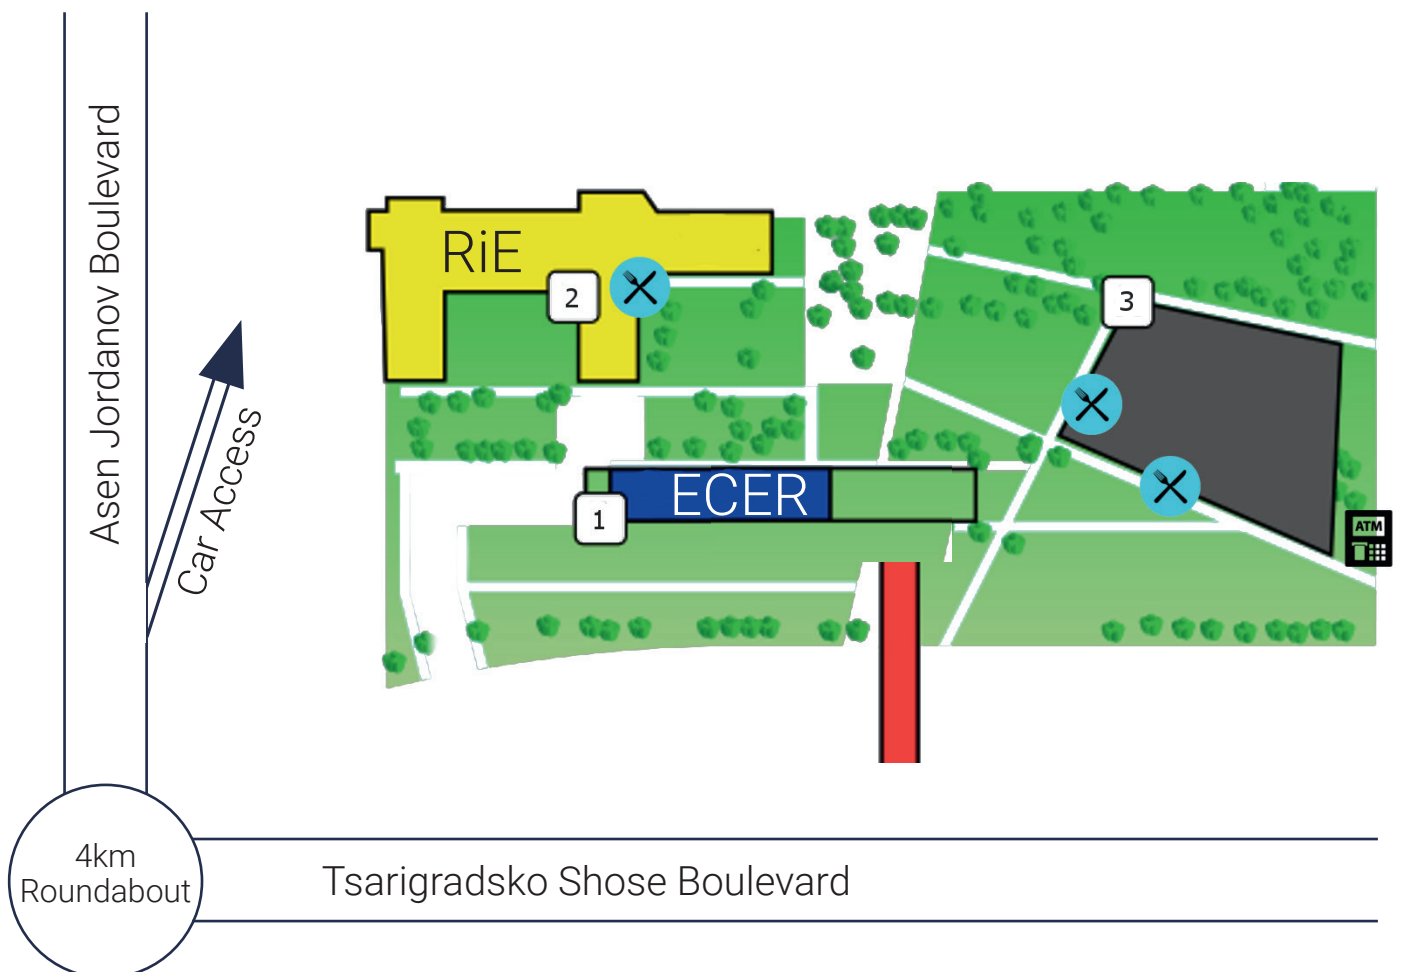 Asen Jordanov Boulevard
Car Access
RiE
2
3
ECER
1
ATM
4km
Roundabout
Tsarigradsko Shose Boulevard